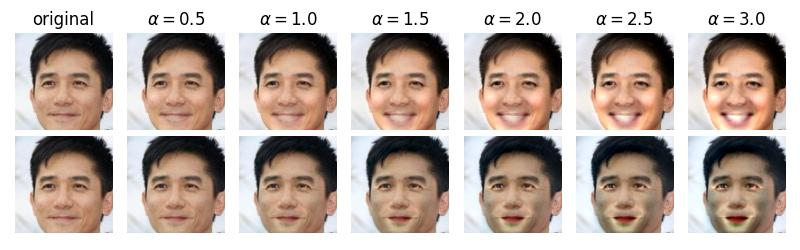 original α = 0.5 α = 1.0 α = 1.5 α = 2.0 α = 2.5 α = 3.0